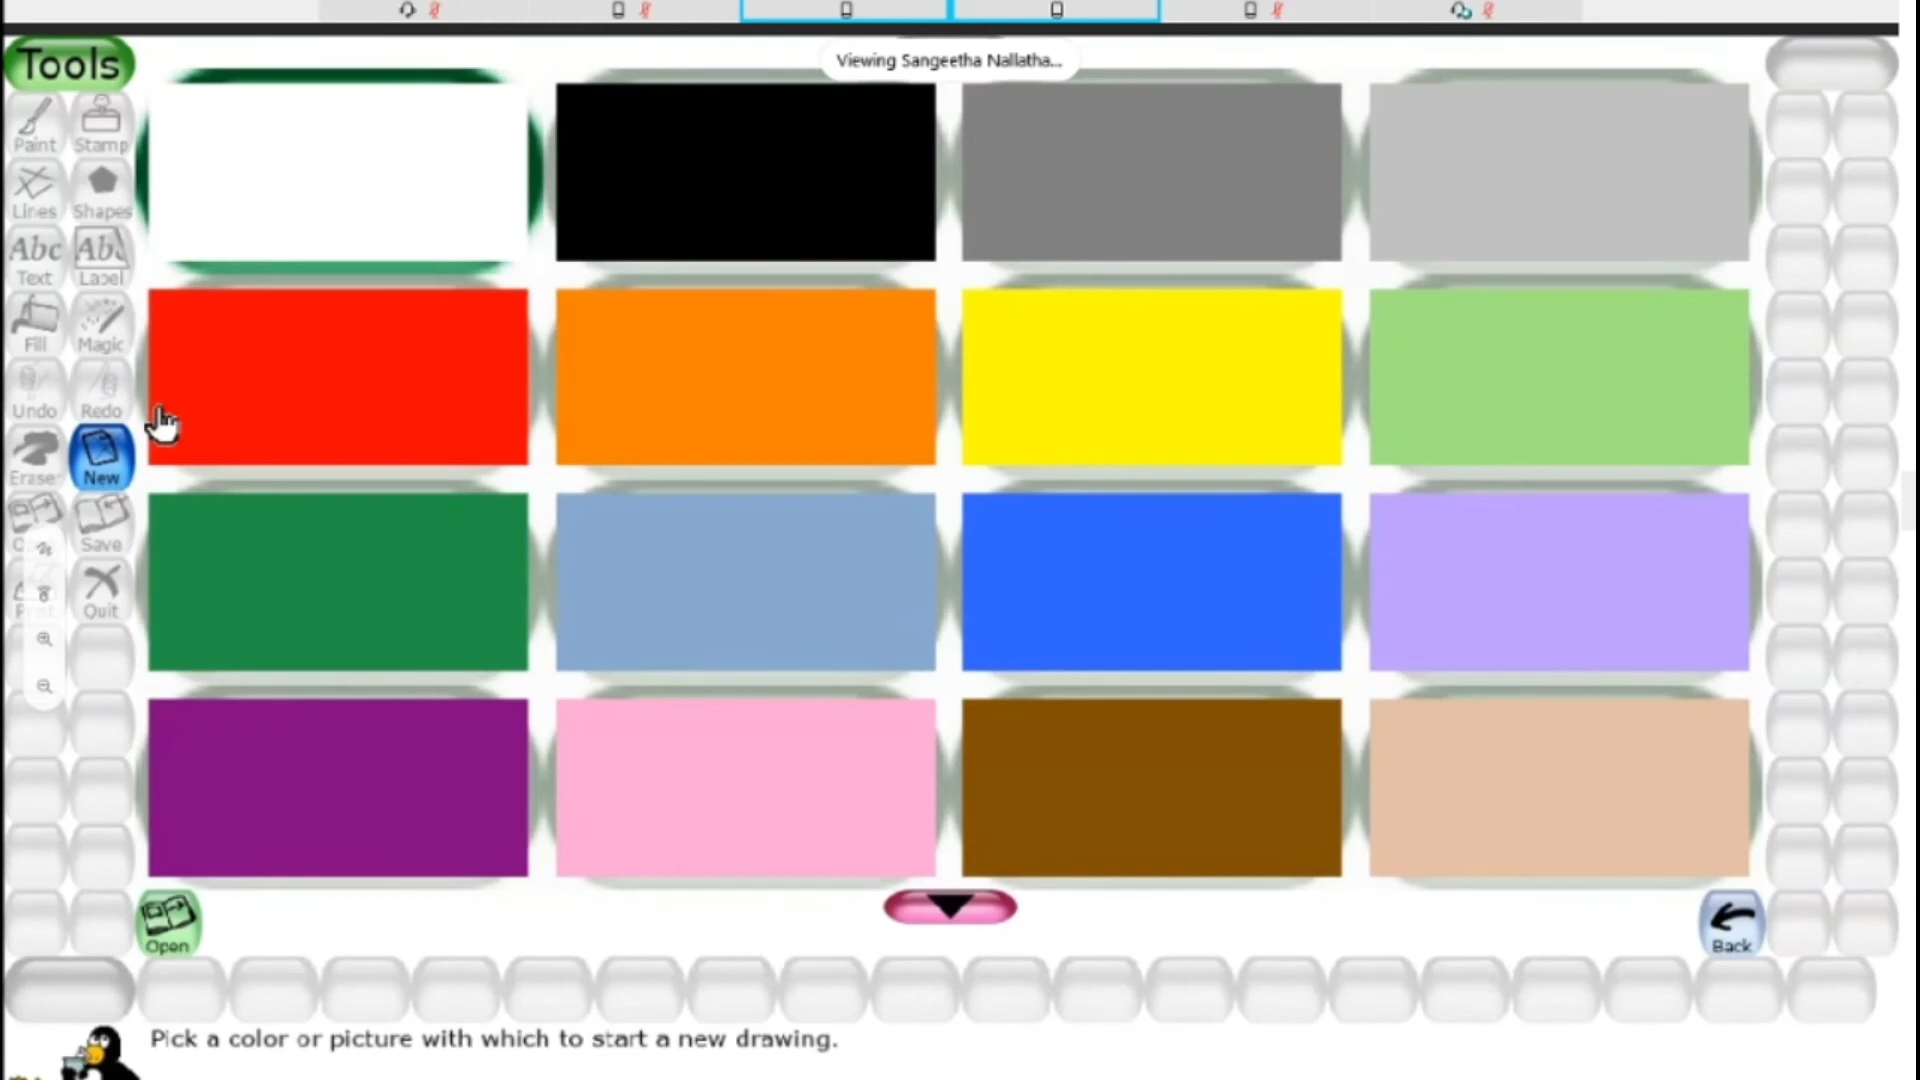 Tools
Viewing Sangeetha Nallatha...
Paint Stamp
Lines Shapes
Abc Abc
Text Label
Fill Magic
Undo Redo
Erase New
Save
Quit
Open
Back
Pick a color or picture with which to start a new drawing.